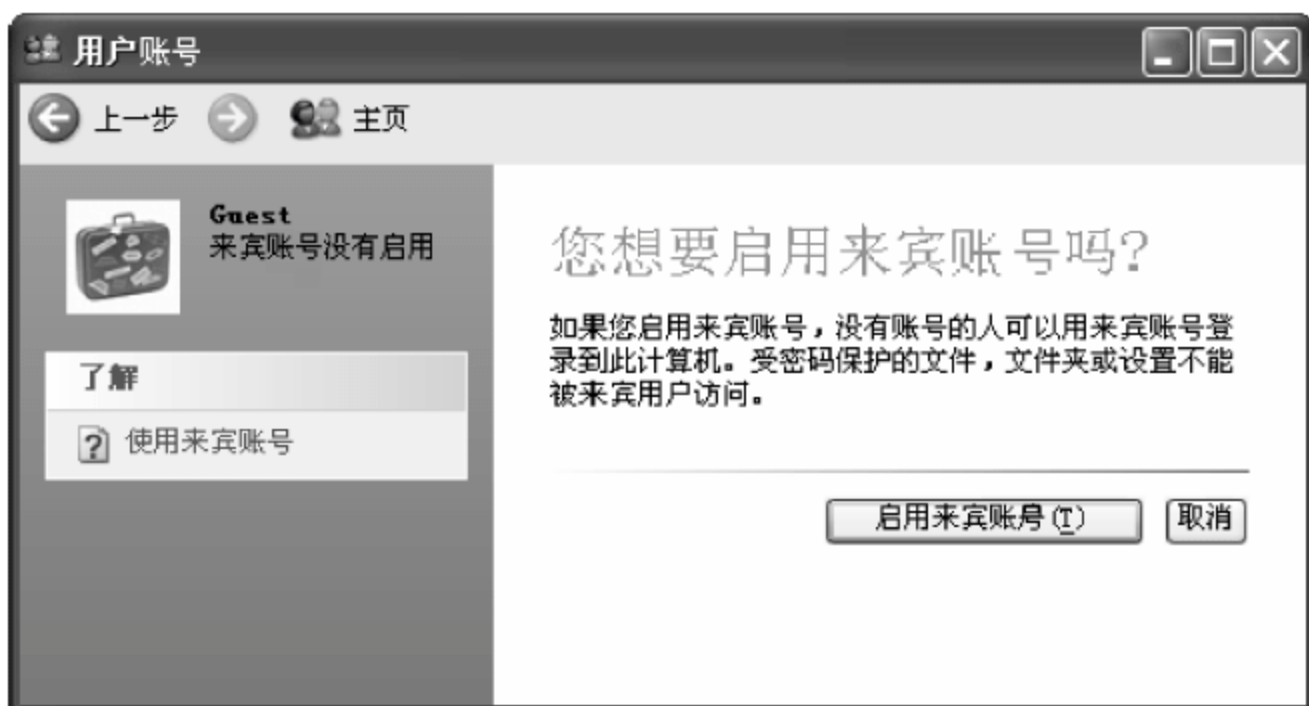 用户账号
上一步 主页
Guest
来宾账号没有启用
了解
使用来宾账号
您想要启用来宾账号吗?
如果您启用来宾账号，没有账号的人可以用来宾账号登
录到此计算机。受密码保护的文件，文件夹或设置不能
被来宾用户访问。
启用来宾账号(T) 取消